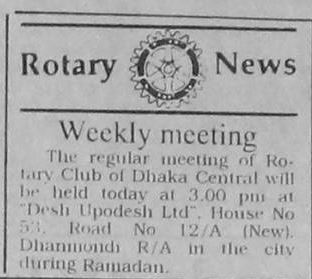 Rotary News
Weekly meeting
The regular meeting of Ro-
tary Club of Dhaka Central will
be held today at 3.00 pm at
"Desh Upodesh Ltd". House No
53, Road No 12/A (New).
Dhanmondi R/A in the city
during Ramadan.